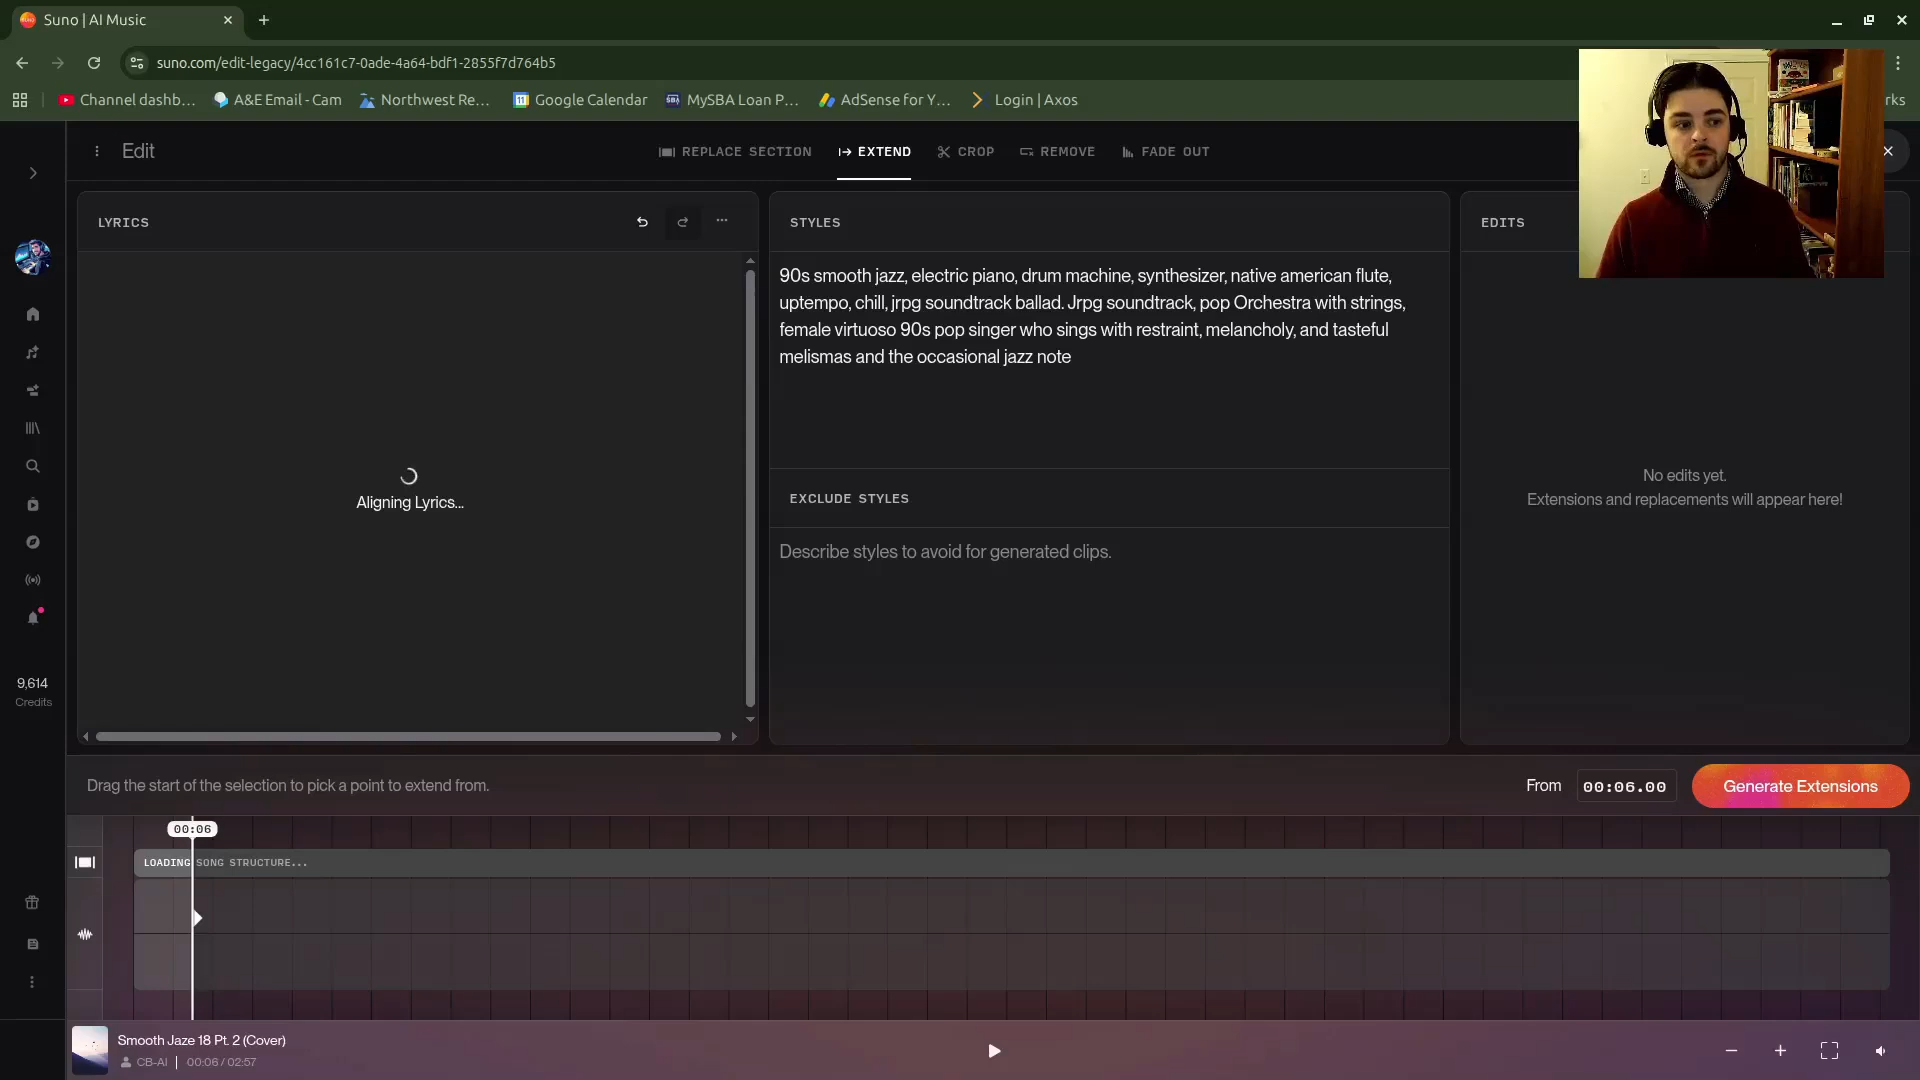 Suno | AI Music
suno.com/edit-legacy/4cc161c7-0ade-4a64-bdf1-2855f7d764b5
Channel dashb...
A&E Email - Cam
Northwest Re...
Google Calendar
MySBA Loan P...
AdSense for Y...
Login | Axos
rks
Edit
REPLACE SECTION
EXTEND
CROP
REMOVE
FADE OUT
LYRICS
Aligning Lyrics...
STYLES
90s smooth jazz, electric piano, drum machine, synthesizer, native american flute,
uptempo, chill, jrpg soundtrack ballad. Jrpg soundtrack, pop Orchestra with strings,
female virtuoso 90s pop singer who sings with restraint, melancholy, and tasteful
melismas and the occasional jazz note
EXCLUDE STYLES
Describe styles to avoid for generated clips.
EDITS
No edits yet.
Extensions and replacements will appear here!
9,614
Credits
Drag the start of the selection to pick a point to extend from.
From
00:06.00
Generate Extensions
00:06
LOADING SONG STRUCTURE...
Smooth Jaze 18 Pt. 2 (Cover)
CB-AI | 00:06 / 02:57